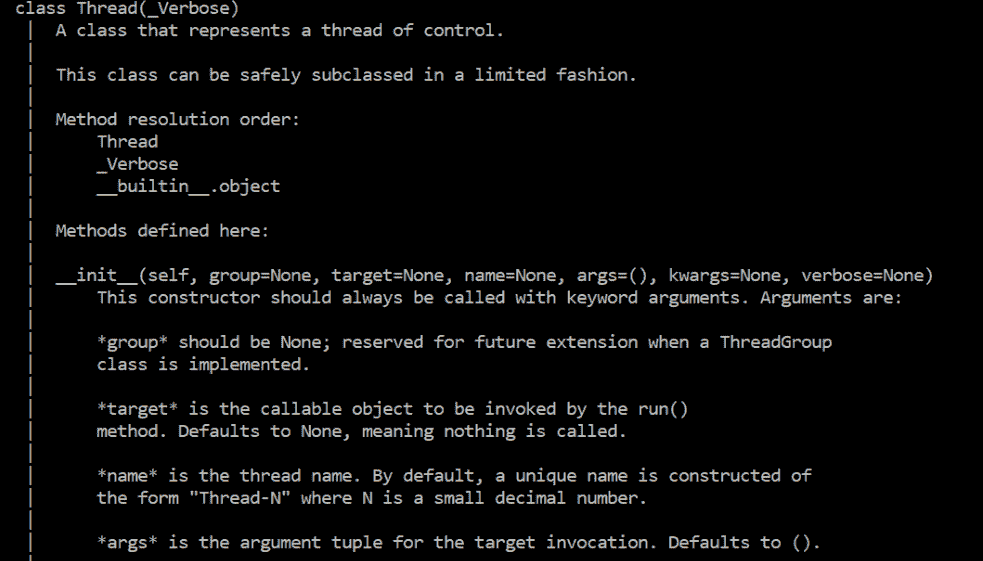 class Thread(_Verbose)
 |  A class that represents a thread of control.
 |
 |  This class can be safely subclassed in a limited fashion.
 |
 |  Method resolution order:
 |      Thread
 |      _Verbose
 |      __builtin__.object
 |
 |  Methods defined here:
 |
 |  __init__(self, group=None, target=None, name=None, args=(), kwargs=None, verbose=None)
 |      This constructor should always be called with keyword arguments. Arguments are:
 |
 |      *group* should be None; reserved for future extension when a ThreadGroup
 |      class is implemented.
 |
 |      *target* is the callable object to be invoked by the run()
 |      method. Defaults to None, meaning nothing is called.
 |
 |      *name* is the thread name. By default, a unique name is constructed of
 |      the form "Thread-N" where N is a small decimal number.
 |
 |      *args* is the argument tuple for the target invocation. Defaults to ().
 |